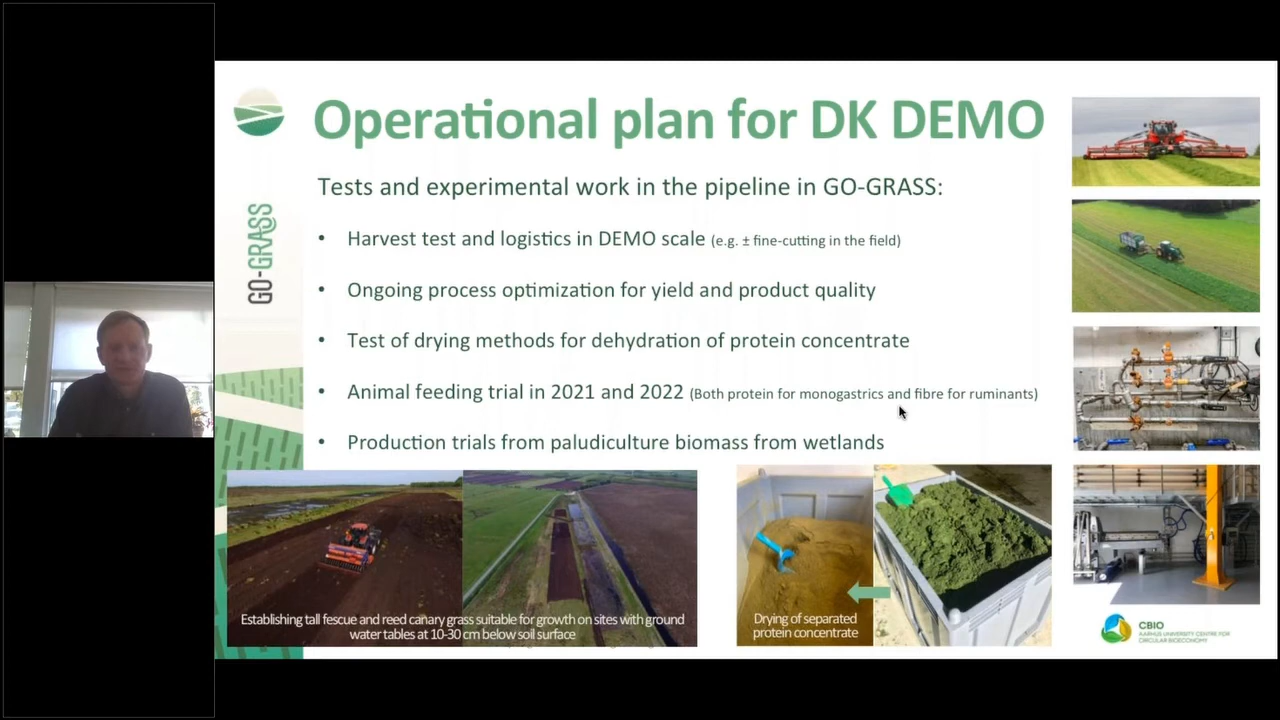 Operational plan for DK DEMO
GO-GRASS
Tests and experimental work in the pipeline in GO-GRASS:
• Harvest test and logistics in DEMO scale (e.g. ± fine-cutting in the field)
• Ongoing process optimization for yield and product quality
• Test of drying methods for dehydration of protein concentrate
• Animal feeding trial in 2021 and 2022 (Both protein for monogastrics and fibre for ruminants)
• Production trials from paludiculture biomass from wetlands
Establishing tall fescue and reed canary grass suitable for growth on sites with ground
water tables at 10-30 cm below soil surface
Drying of separated
protein concentrate
CBIO
AARHUS UNIVERSITY CENTRE FOR
CIRCULAR BIOECONOMY